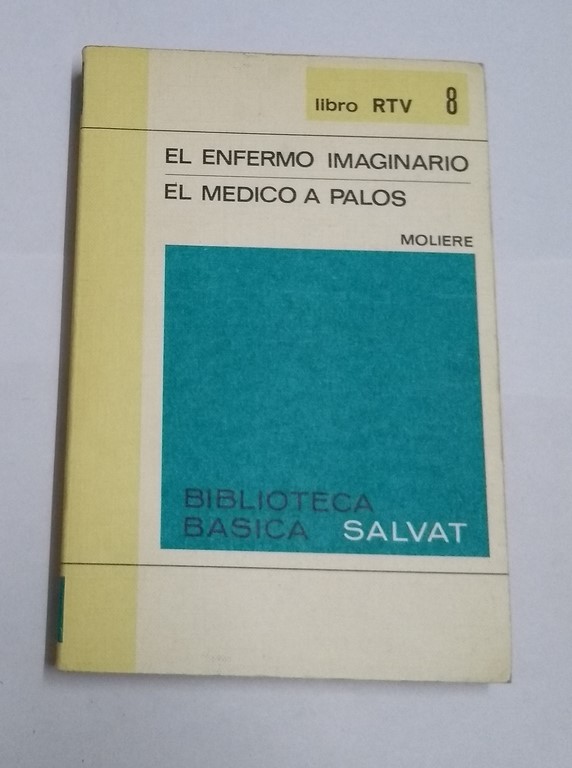 libro RTV 8
EL ENFERMO IMAGINARIO
EL MEDICO A PALOS
MOLIERE
BIBLIOTECA
BASICA SALVAT